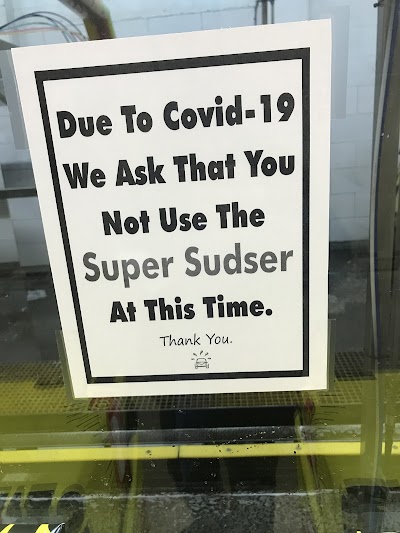 Due To Covid-19
We Ask That You
Not Use The
Super Sudser
At This Time.
Thank You.